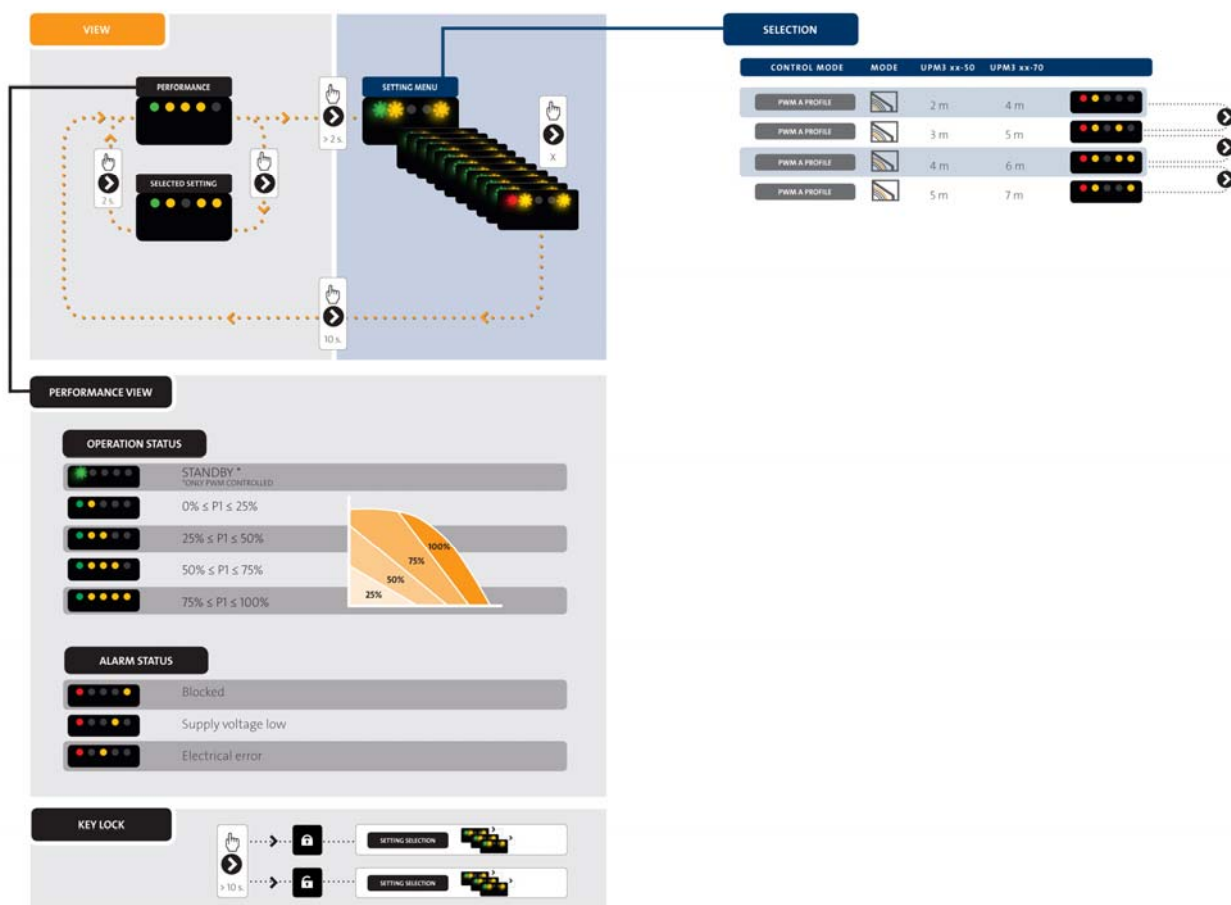 VIEW
PERFORMANCE
> 2 s.
SETTING MENU
X
2 s.
SELECTED SETTING
10 s.
SELECTION
CONTROL MODE MODE UPM3 xx-50 UPM3 xx-70
PWM A PROFILE 2 m 4 m
PWM A PROFILE 3 m 5 m
PWM A PROFILE 4 m 6 m
PWM A PROFILE 5 m 7 m
PERFORMANCE VIEW
OPERATION STATUS
STANDBY *
*ONLY PWM CONTROLLED
0% ≤ P1 ≤ 25%
25% ≤ P1 ≤ 50%
50% ≤ P1 ≤ 75%
75% ≤ P1 ≤ 100%
100%
75%
50%
25%
ALARM STATUS
Blocked
Supply voltage low
Electrical error
KEY LOCK
> 10 s.
SETTING SELECTION
SETTING SELECTION